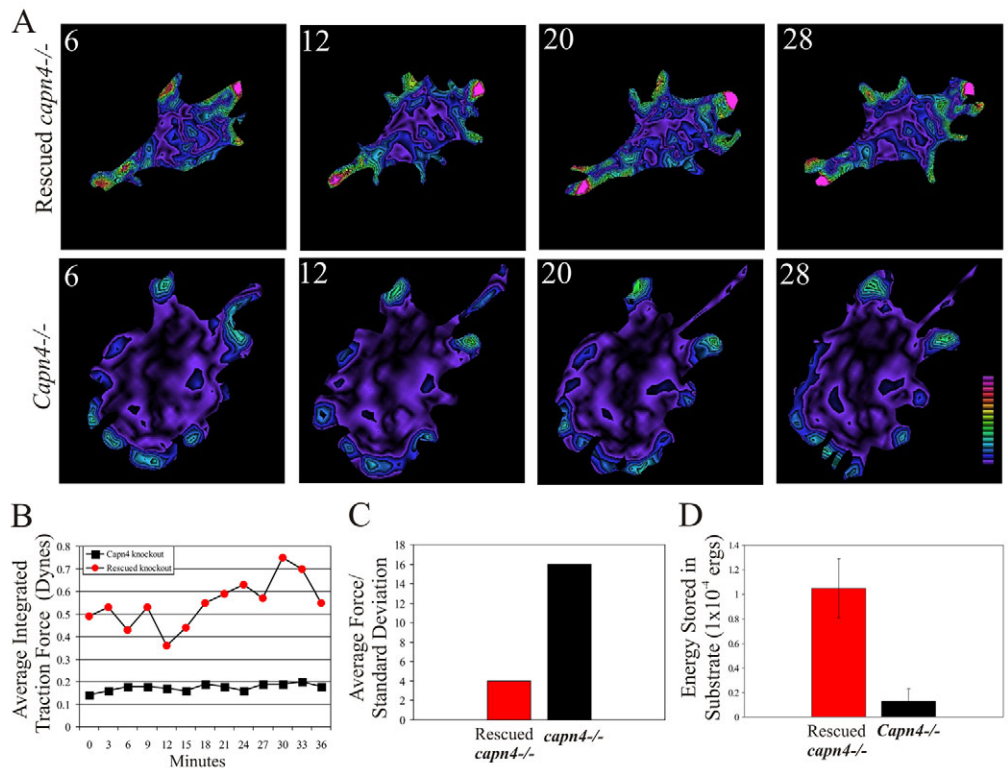 A
Rescued capn4-/-
6
12
20
28
Capn4-/-
6
12
20
28
B
Average Integrated
Traction Force (Dynes)
0.8
0.7
0.6
0.5
0.4
0.3
0.2
0.1
0
Capn4 knockout
Rescued knockout
0 3 6 9 12 15 18 21 24 27 30 33 36
Minutes
C
Average Force/
Standard Deviation
18
16
14
12
10
8
6
4
2
0
Rescued
capn4-/-
capn4-/-
D
Energy Stored in
Substrate (1x10⁻⁴ ergs)
1.4
1.2
1
0.8
0.6
0.4
0.2
0
Rescued
capn4-/-
Capn4-/-